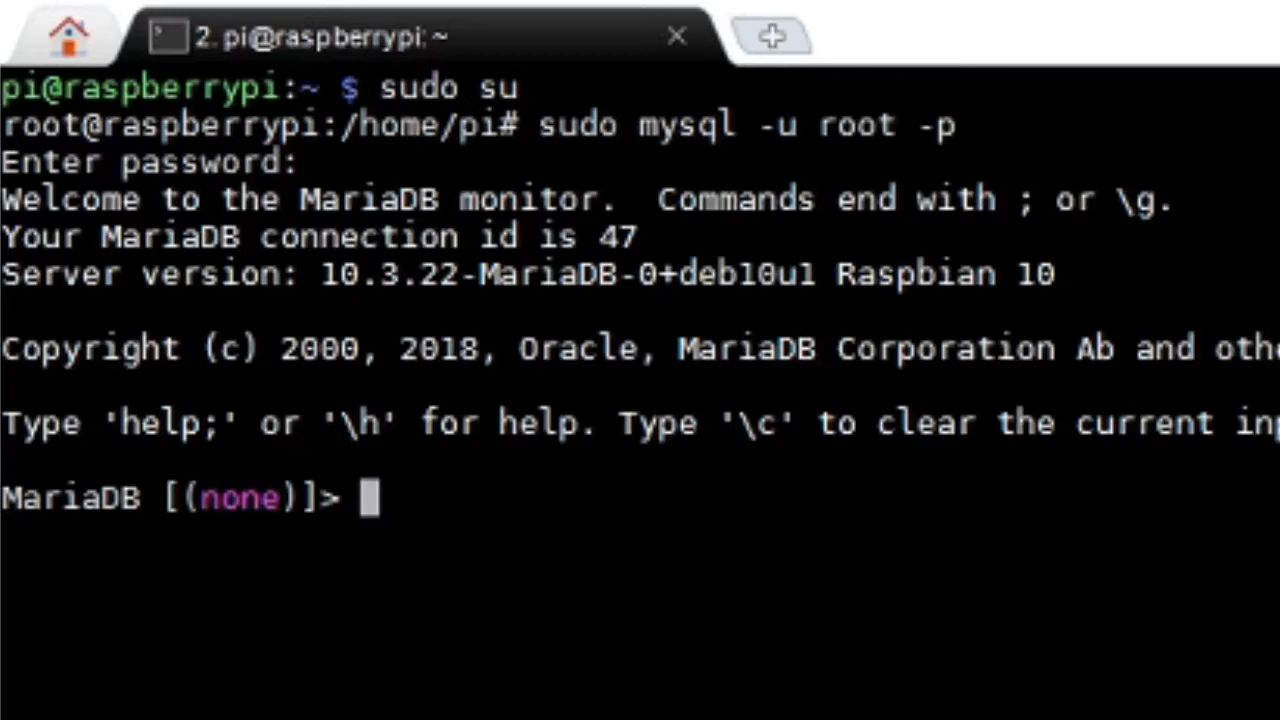 2. pi@raspberrypi: ~
pi@raspberrypi:~ $ sudo su
root@raspberrypi:/home/pi# sudo mysql -u root -p
Enter password:
Welcome to the MariaDB monitor.  Commands end with ; or \g.
Your MariaDB connection id is 47
Server version: 10.3.22-MariaDB-0+deb10u1 Raspbian 10
Copyright (c) 2000, 2018, Oracle, MariaDB Corporation Ab and
Type 'help;' or '\h' for help. Type '\c' to clear the current
MariaDB [(none)]>